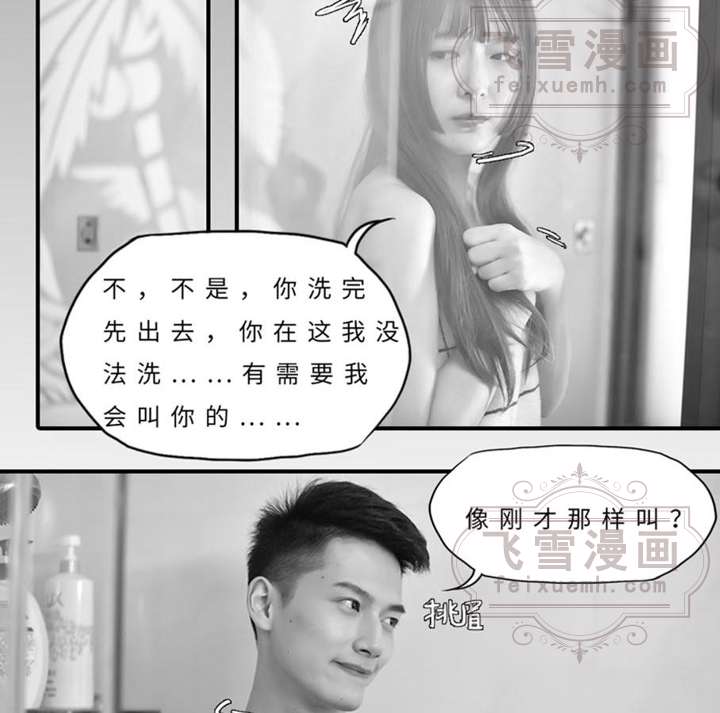 飞雪漫画
feixuemh.com
不，不是，你洗完
先出去，你在这我没
法洗……有需要我
会叫你的……
像刚才那样叫？
飞雪漫画
feixuemh.com
挑眉